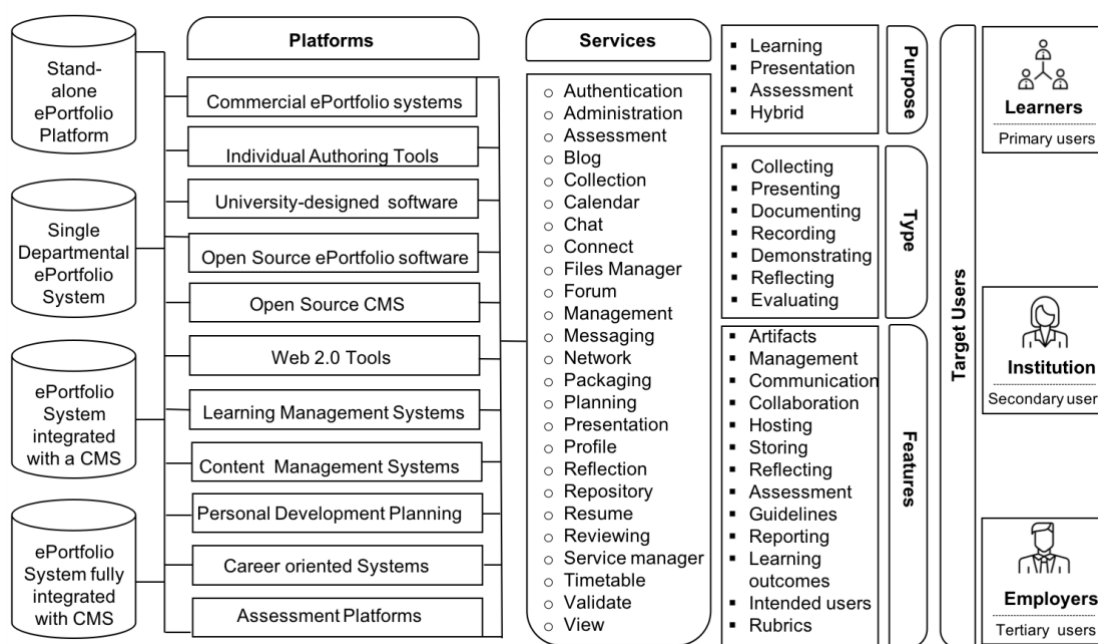 Stand-
alone
ePortfolio
Platform
Single
Departmental
ePortfolio
System
ePortfolio
System
integrated
with a CMS
ePortfolio
System fully
integrated
with CMS
Platforms
Commercial ePortfolio systems
Individual Authoring Tools
University-designed software
Open Source ePortfolio software
Open Source CMS
Web 2.0 Tools
Learning Management Systems
Content Management Systems
Personal Development Planning
Career oriented Systems
Assessment Platforms
Services
Authentication
Administration
Assessment
Blog
Collection
Calendar
Chat
Connect
Files Manager
Forum
Management
Messaging
Network
Packaging
Planning
Presentation
Profile
Reflection
Repository
Resume
Reviewing
Service manager
Timetable
Validate
View
Learning
Presentation
Assessment
Hybrid
Purpose
Collecting
Presenting
Documenting
Recording
Demonstrating
Reflecting
Evaluating
Type
Artifacts
Management
Communication
Collaboration
Hosting
Storing
Reflecting
Assessment
Guidelines
Reporting
Learning
outcomes
Intended users
Rubrics
Features
Target Users
Learners
Primary users
Institution
Secondary user
Employers
Tertiary users